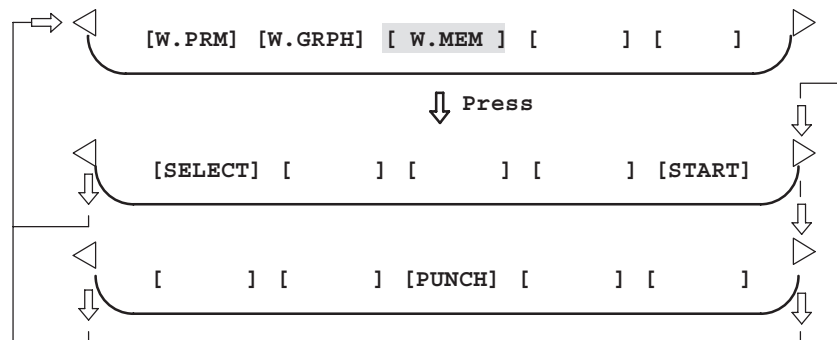 [W.PRM] [W.GRPH] [ W.MEM ] [ ] [ ]
Press
[SELECT] [ ] [ ] [ ] [START]
[ ] [ ] [PUNCH] [ ] [ ]